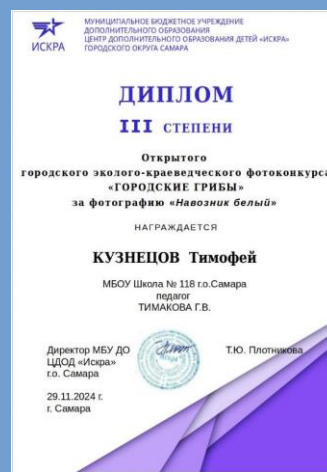 ИСКРА
МУНИЦИПАЛЬНОЕ БЮДЖЕТНОЕ УЧРЕЖДЕНИЕ
ДОПОЛНИТЕЛЬНОГО ОБРАЗОВАНИЯ
ЦЕНТР ДОПОЛНИТЕЛЬНОГО ОБРАЗОВАНИЯ ДЕТЕЙ «ИСКРА»
ГОРОДСКОГО ОКРУГА САМАРА
ДИПЛОМ
III СТЕПЕНИ
Открытого
городского эколого-краеведческого фотоконкурса
«ГОРОДСКИЕ ГРИБЫ»
за фотографию «Навозник белый»
НАГРАЖДАЕТСЯ
КУЗНЕЦОВ Тимофей
МБОУ Школа № 118 г.о.Самара
педагог
ТИМАКОВА Г.В.
Директор МБУ ДО
ЦДОД «Искра»
г.о. Самара
Т.Ю. Плотникова
29.11.2024 г.
г. Самара